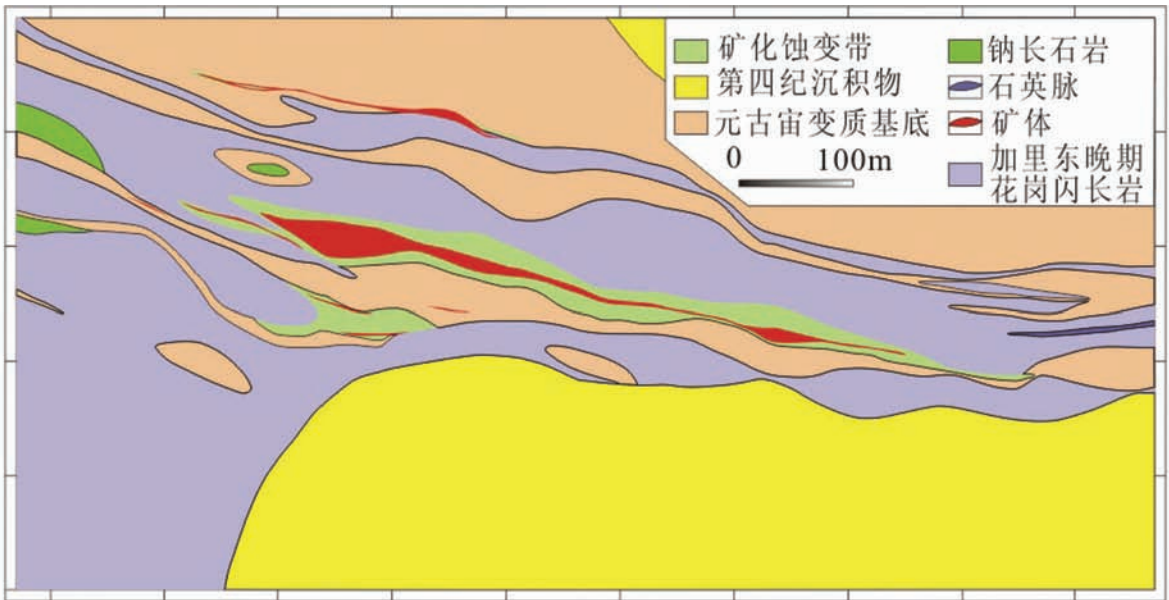 矿化蚀变带
第四纪沉积物
元古宙变质基底
0 100m
钠长石岩
石英脉
矿体
加里东晚期
花岗闪长岩